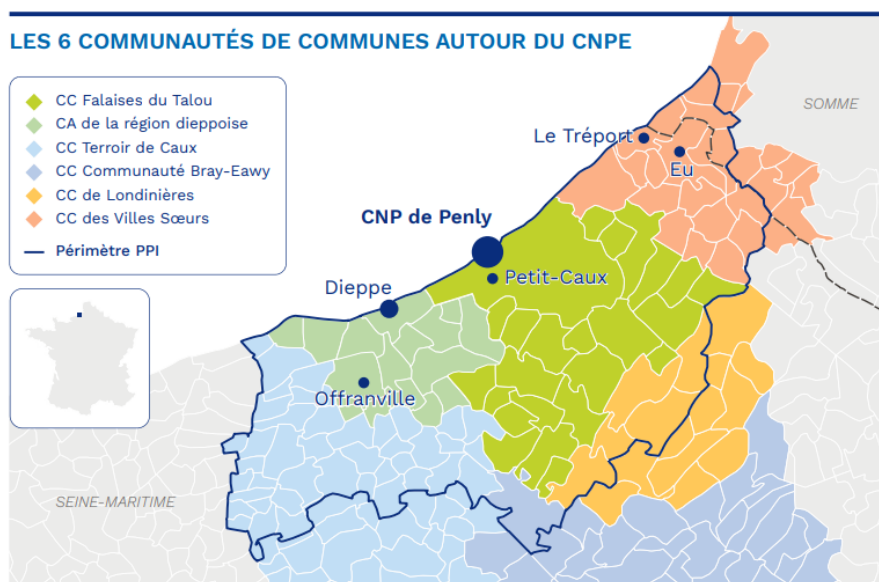 LES 6 COMMUNAUTÉS DE COMMUNES AUTOUR DU CNPE
CC Falaises du Talou
CA de la région dieppoise
CC Terroir de Caux
CC Communauté Bray-Eawy
CC de Londinières
CC des Villes Sœurs
Périmètre PPI
SOMME
Le Tréport
Eu
CNP de Penly
Petit-Caux
Dieppe
Offranville
SEINE-MARITIME